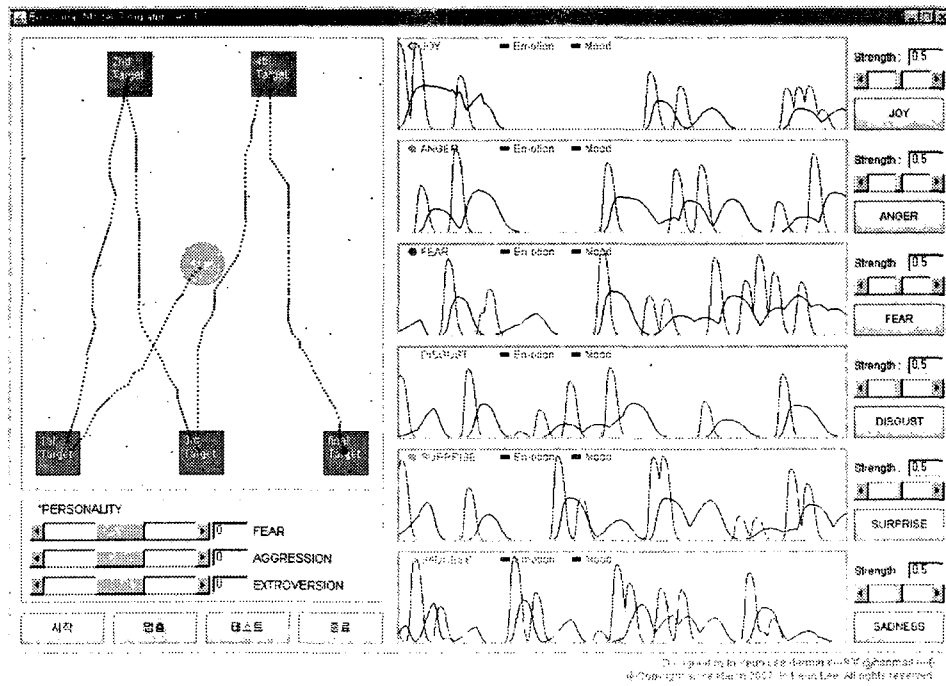 2nd Target
4th Target
Target
Target
Target
*PERSONALITY
0 FEAR
0 AGGRESSION
0 EXTROVERSION
시작
멈춤
테스트
종료
JOY Emotion Mood
Strength : 0.5
JOY
ANGER Emotion Mood
Strength : 0.5
ANGER
FEAR Emotion Mood
Strength : 0.5
FEAR
DISGUST Emotion Mood
Strength : 0.5
DISGUST
SURPRISE Emotion Mood
Strength : 0.5
SURPRISE
Emotion Mood
Strength : 0.5
SADNESS
All rights reserved.